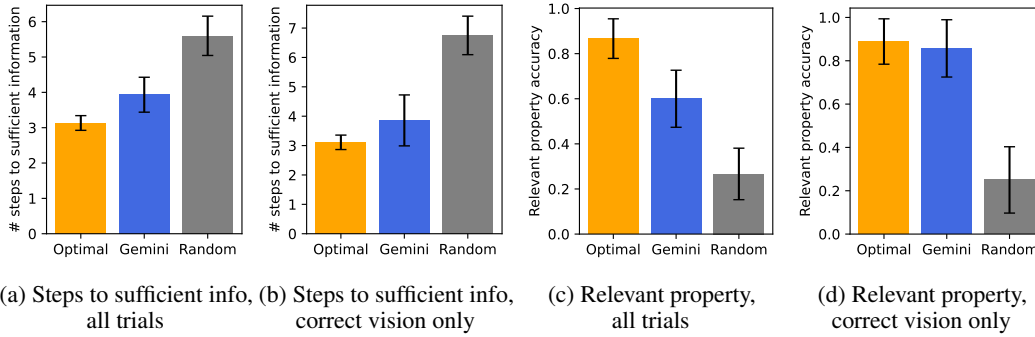 # steps to sufficient information
6
5
4
3
2
1
0
Optimal Gemini Random
(a) Steps to sufficient info,
all trials
# steps to sufficient information
7
6
5
4
3
2
1
0
Optimal Gemini Random
(b) Steps to sufficient info,
correct vision only
Relevant property accuracy
1.0
0.8
0.6
0.4
0.2
0.0
Optimal Gemini Random
(c) Relevant property,
all trials
Relevant property accuracy
1.0
0.8
0.6
0.4
0.2
0.0
Optimal Gemini Random
(d) Relevant property,
correct vision only